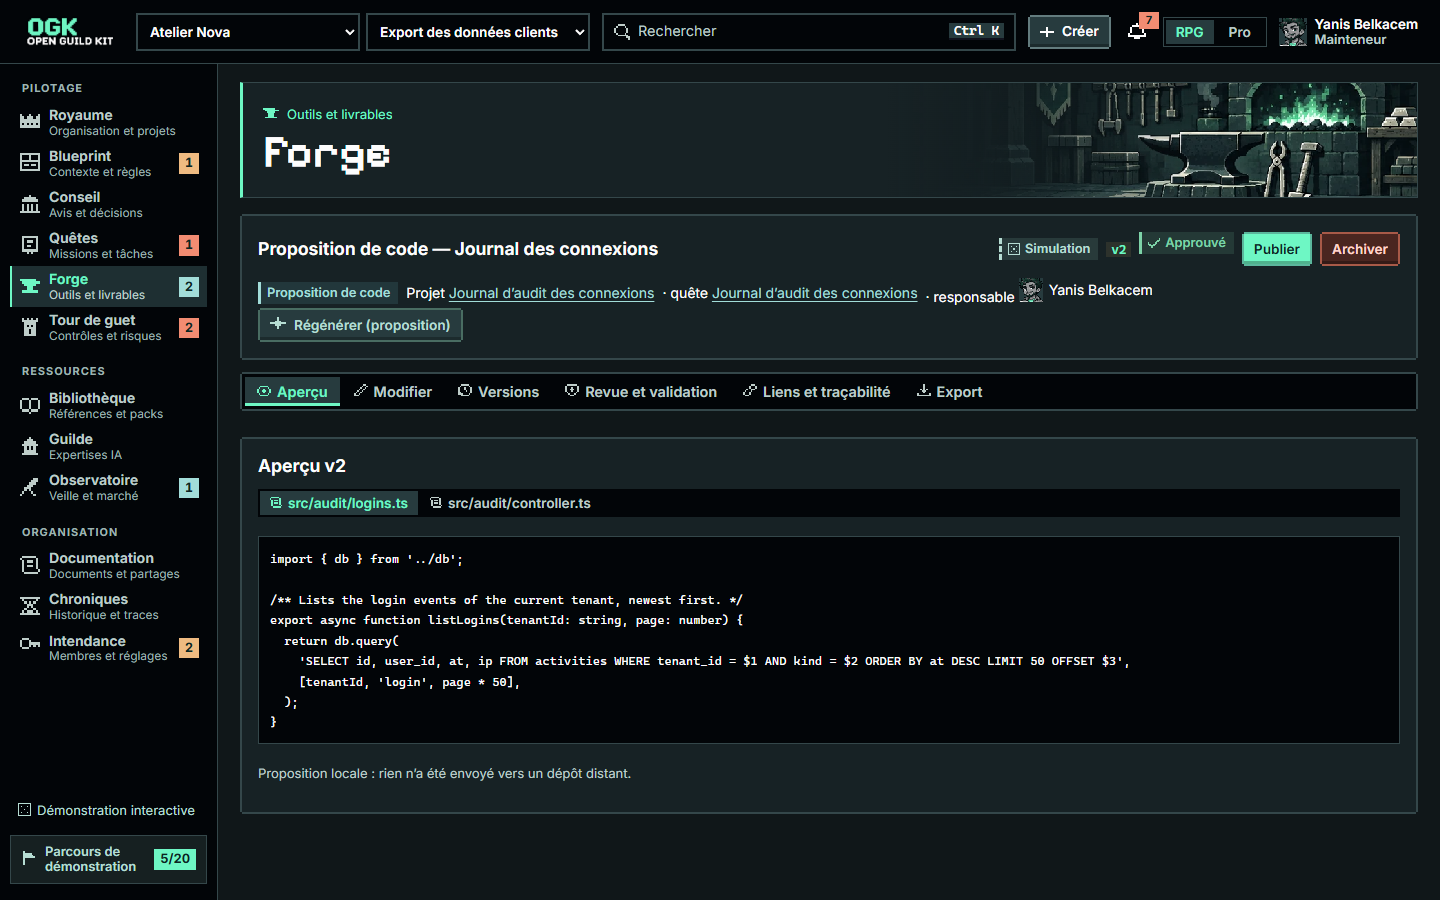 OGK
OPEN GUILD KIT
Atelier Nova
Export des données clients
Rechercher
Ctrl K
Créer
7
RPG
Pro
Yanis Belkacem
Mainteneur
PILOTAGE
Royaume
Organisation et projets
Blueprint
Contexte et règles
1
Conseil
Avis et décisions
Quêtes
Missions et tâches
1
Forge
Outils et livrables
2
Tour de guet
Contrôles et risques
2
RESSOURCES
Bibliothèque
Références et packs
Guilde
Expertises IA
Observatoire
Veille et marché
1
ORGANISATION
Documentation
Documents et partages
Chroniques
Historique et traces
Intendance
Membres et réglages
2
Démonstration interactive
Parcours de
démonstration
5/20
Outils et livrables
Forge
Proposition de code — Journal des connexions
Simulation
v2
Approuvé
Publier
Archiver
Proposition de code Projet Journal d’audit des connexions · quête Journal d’audit des connexions · responsable Yanis Belkacem
Régénérer (proposition)
Aperçu
Modifier
Versions
Revue et validation
Liens et traçabilité
Export
Aperçu v2
src/audit/logins.ts
src/audit/controller.ts
import { db } from '../db';
/** Lists the login events of the current tenant, newest first. */
export async function listLogins(tenantId: string, page: number) {
  return db.query(
    'SELECT id, user_id, at, ip FROM activities WHERE tenant_id = $1 AND kind = $2 ORDER BY at DESC LIMIT 50 OFFSET $3',
    [tenantId, 'login', page * 50],
  );
}
Proposition locale : rien n’a été envoyé vers un dépôt distant.